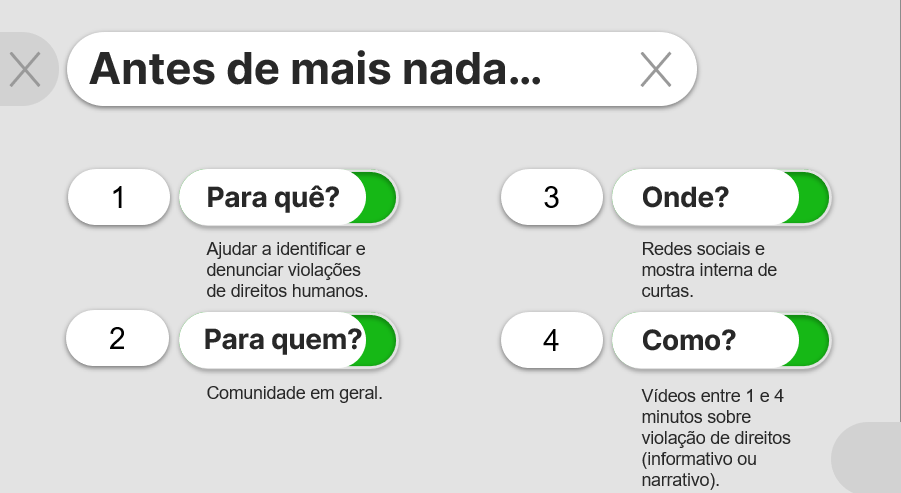 Antes de mais nada...
1
Para quê?
Ajudar a identificar e
denunciar violações
de direitos humanos.
2
Para quem?
Comunidade em geral.
3
Onde?
Redes sociais e
mostra interna de
curtas.
4
Como?
Vídeos entre 1 e 4
minutos sobre
violação de direitos
(informativo ou
narrativo).